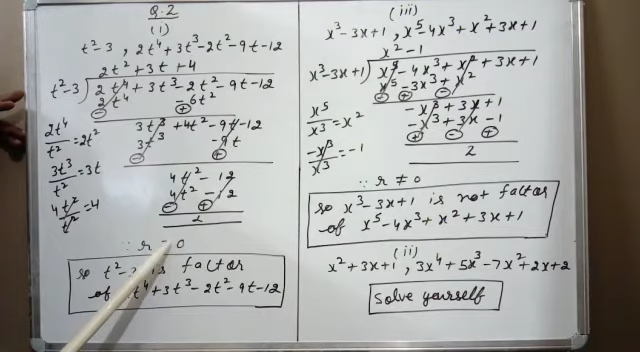 Q.2
(i)
t²-3 , 2t⁴+3t³-2t²-9t-12
2t²+3t+4
t²-3) 2t⁴+3t³-2t²-9t-12
2t⁴ -6t²
2t⁴/t² = 2t²
3t³+4t²-9t-12
3t³ -9t
3t³/t² = 3t
4t²-12
4t²-12
4t²/t² = 4
∵ r = 0
so t²- is factor
of t⁴+3t³-2t²-9t-12
(iii)
x³-3x+1, x⁵-4x³+x²+3x+1
x²-1
x³-3x+1) x⁵-4x³+x²+3x+1
x⁵-3x³+x²
x⁵/x³ = x²
-x³+3x+1
-x³+3x-1
-x³/x³ = -1
2
∵ r ≠ 0
so x³-3x+1 is not factor
of x⁵-4x³+x²+3x+1
(ii)
x²+3x+1, 3x⁴+5x³-7x²+2x+2
Solve yourself